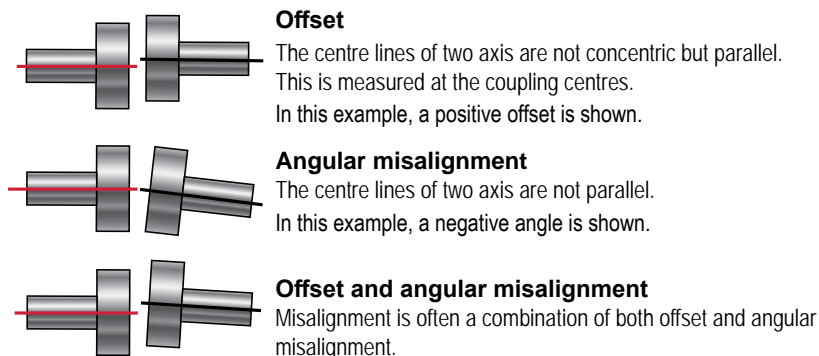 Offset
The centre lines of two axis are not concentric but parallel.
This is measured at the coupling centres.
In this example, a positive offset is shown.
Angular misalignment
The centre lines of two axis are not parallel.
In this example, a negative angle is shown.
Offset and angular misalignment
Misalignment is often a combination of both offset and angular
misalignment.